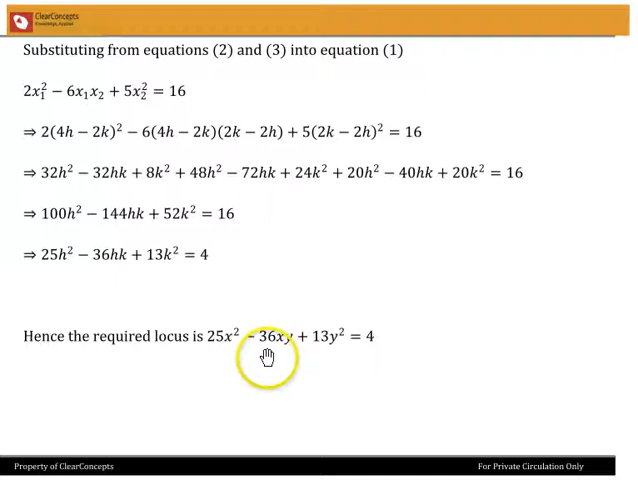 ClearConcepts
Knowledge, Applied
Substituting from equations (2) and (3) into equation (1)
2x₁² − 6x₁x₂ + 5x₂² = 16
⇒ 2(4h − 2k)² − 6(4h − 2k)(2k − 2h) + 5(2k − 2h)² = 16
⇒ 32h² − 32hk + 8k² + 48h² − 72hk + 24k² + 20h² − 40hk + 20k² = 16
⇒ 100h² − 144hk + 52k² = 16
⇒ 25h² − 36hk + 13k² = 4
Hence the required locus is 25x² − 36xy + 13y² = 4
Property of ClearConcepts For Private Circulation Only